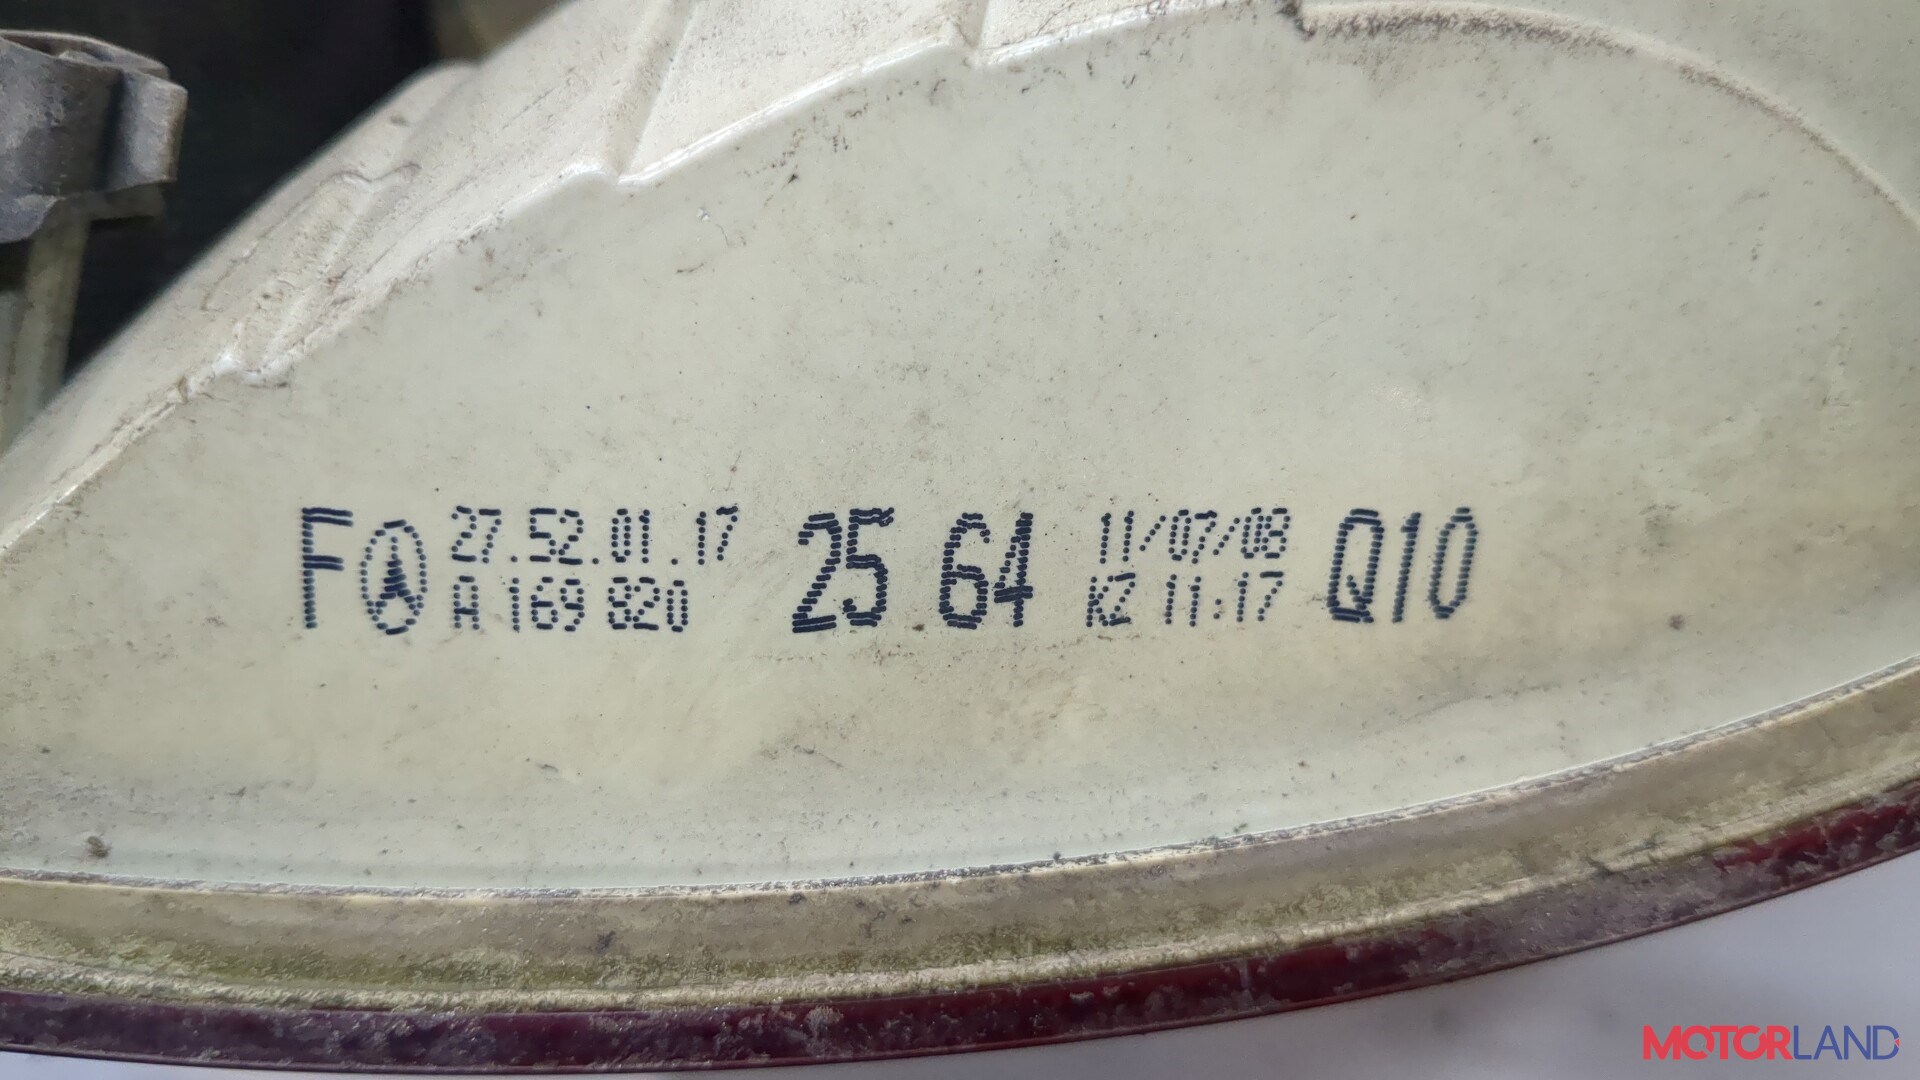 F 27.52.01.17 25 64 11/07/08 Q10
A 169 820 KZ 11:17
MOTORLAND